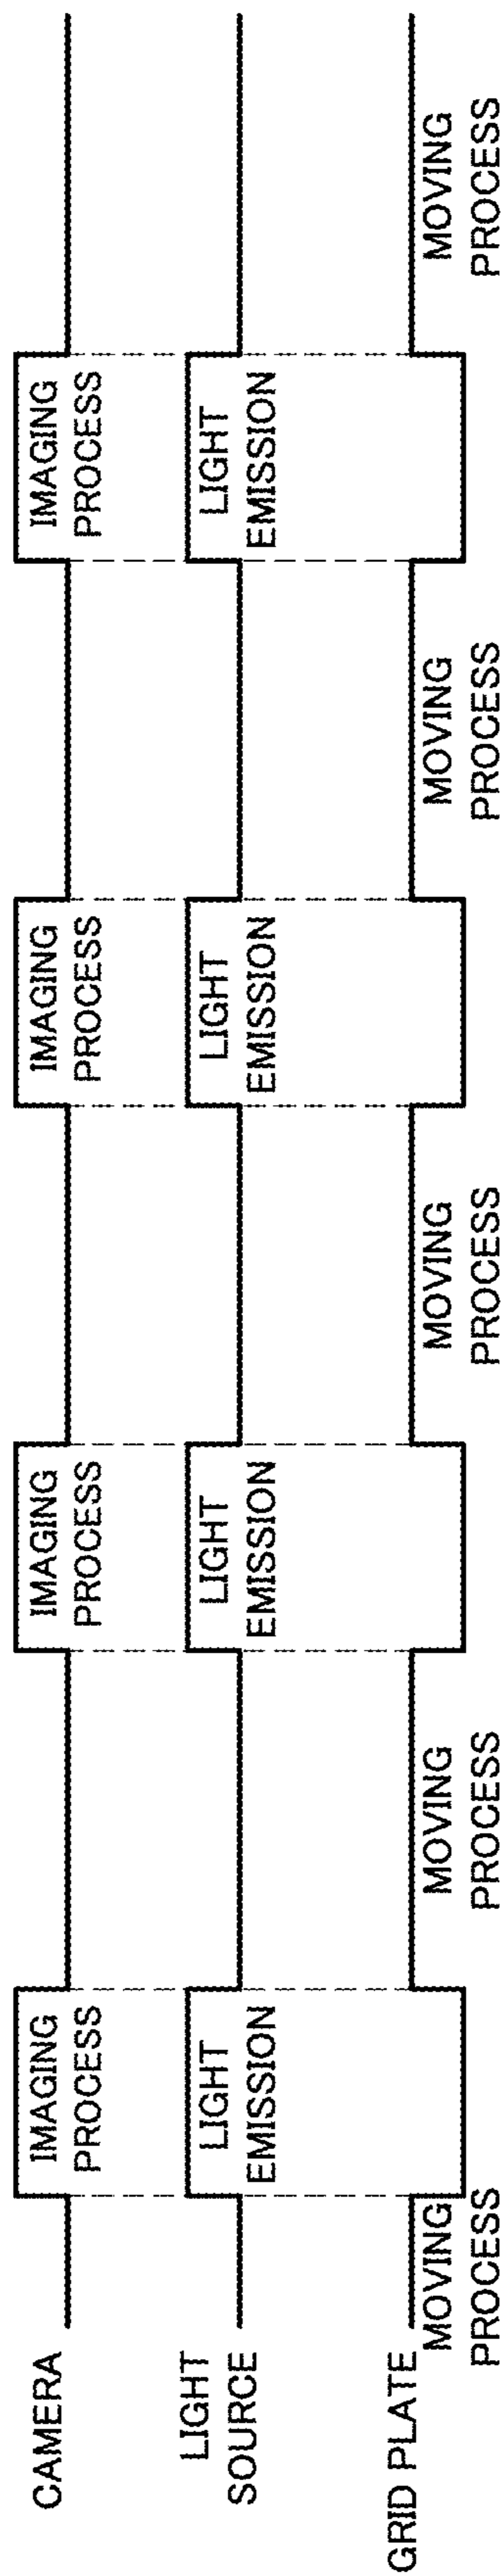 CAMERA
IMAGING
PROCESS
IMAGING
PROCESS
IMAGING
PROCESS
IMAGING
PROCESS
LIGHT
SOURCE
LIGHT
EMISSION
LIGHT
EMISSION
LIGHT
EMISSION
LIGHT
EMISSION
GRID PLATE
MOVING
PROCESS
MOVING
PROCESS
MOVING
PROCESS
MOVING
PROCESS
MOVING
PROCESS